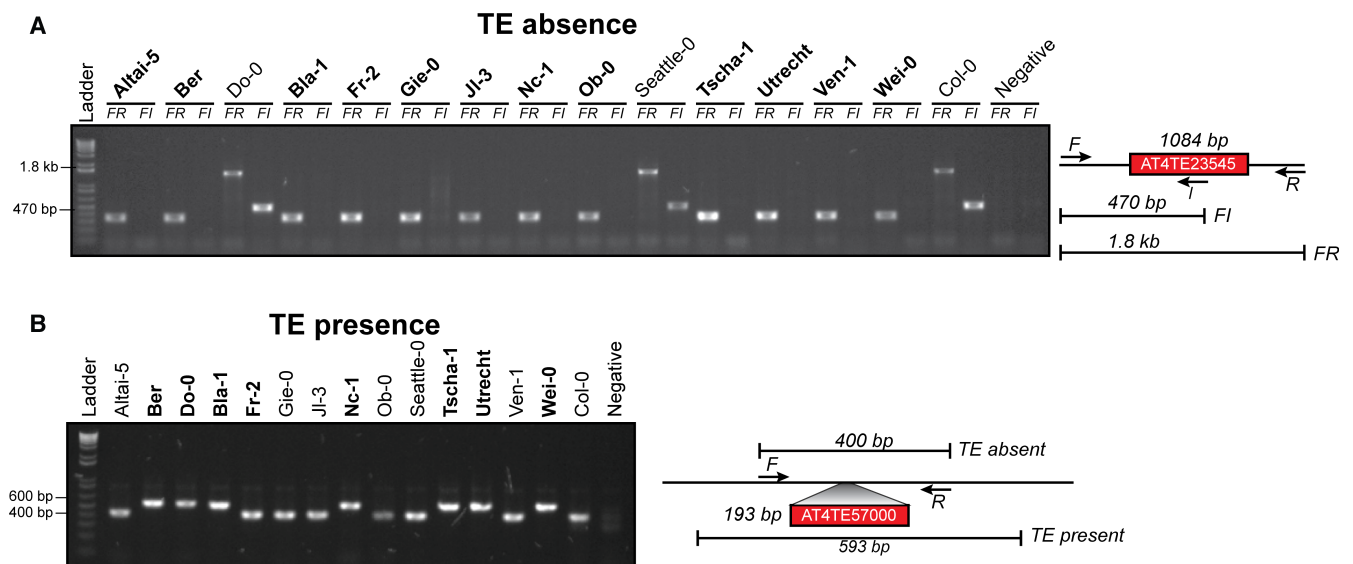 A
TE absence
Ladder
Altai-5
Ber
Do-0
Bla-1
Fr-2
Gie-0
Jl-3
Nc-1
Ob-0
Seattle-0
Tscha-1
Utrecht
Ven-1
Wei-0
Col-0
Negative
FR FI FR FI FR FI FR FI FR FI FR FI FR FI FR FI FR FI FR FI FR FI FR FI FR FI FR FI FR FI FR FI
1.8 kb
470 bp
1084 bp
F
AT4TE23545
I
R
470 bp
FI
1.8 kb
FR
B
TE presence
Ladder
Altai-5
Ber
Do-0
Bla-1
Fr-2
Gie-0
Jl-3
Nc-1
Ob-0
Seattle-0
Tscha-1
Utrecht
Ven-1
Wei-0
Col-0
Negative
600 bp
400 bp
400 bp
TE absent
F
R
193 bp
AT4TE57000
TE present
593 bp